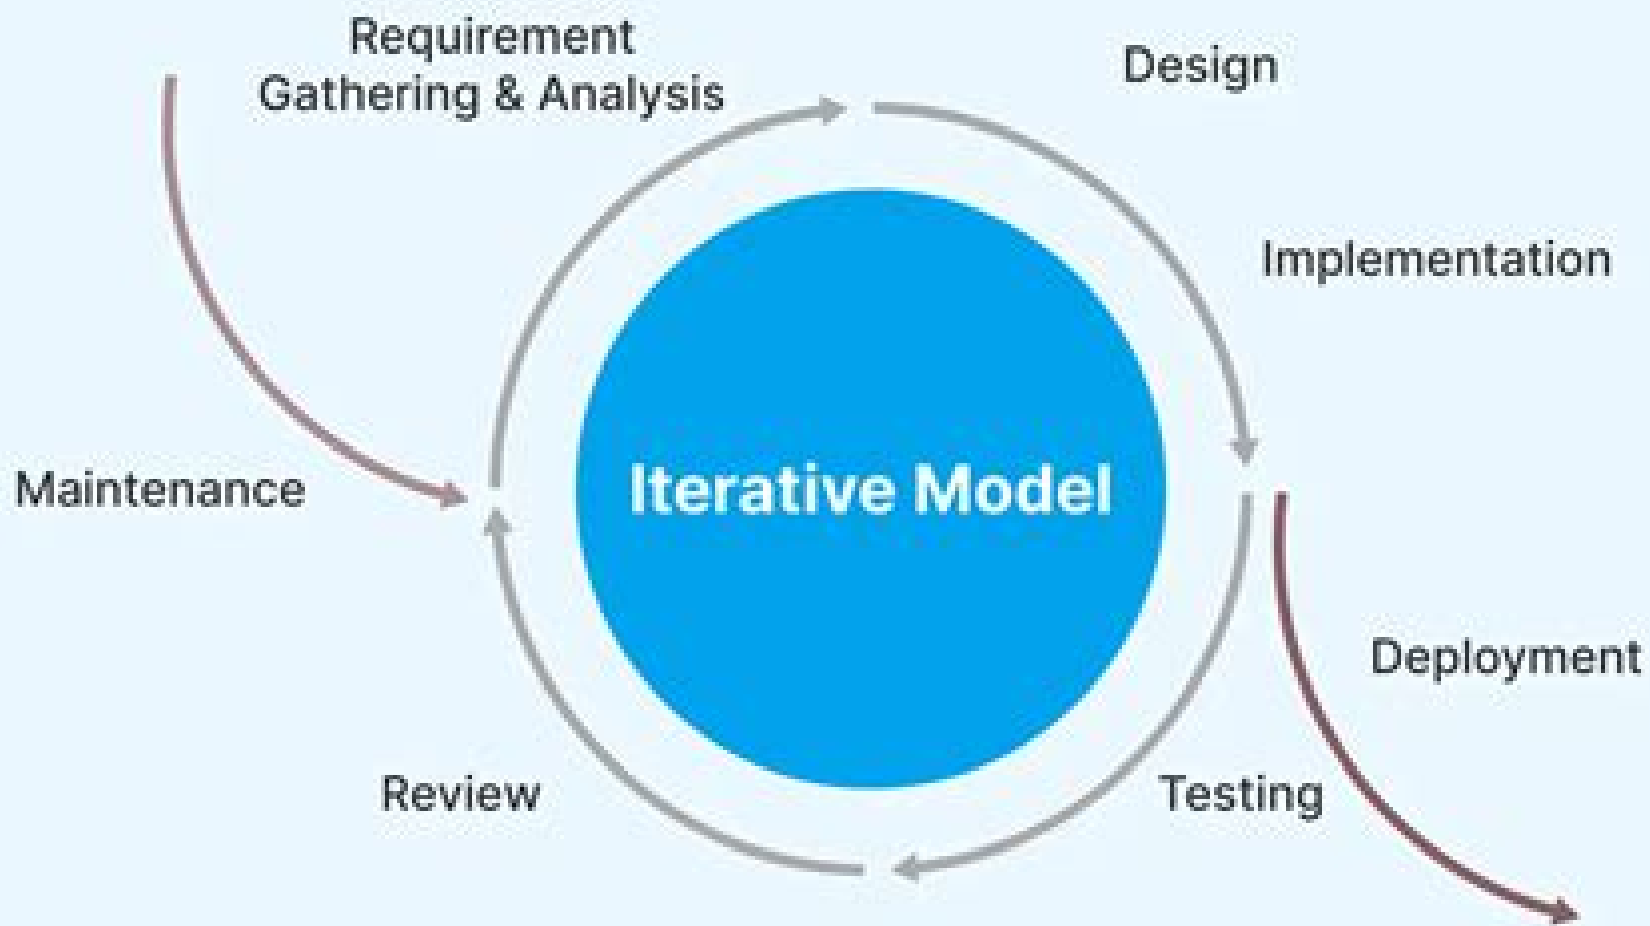 Requirement
Gathering & Analysis
Design
Implementation
Iterative Model
Maintenance
Deployment
Review
Testing